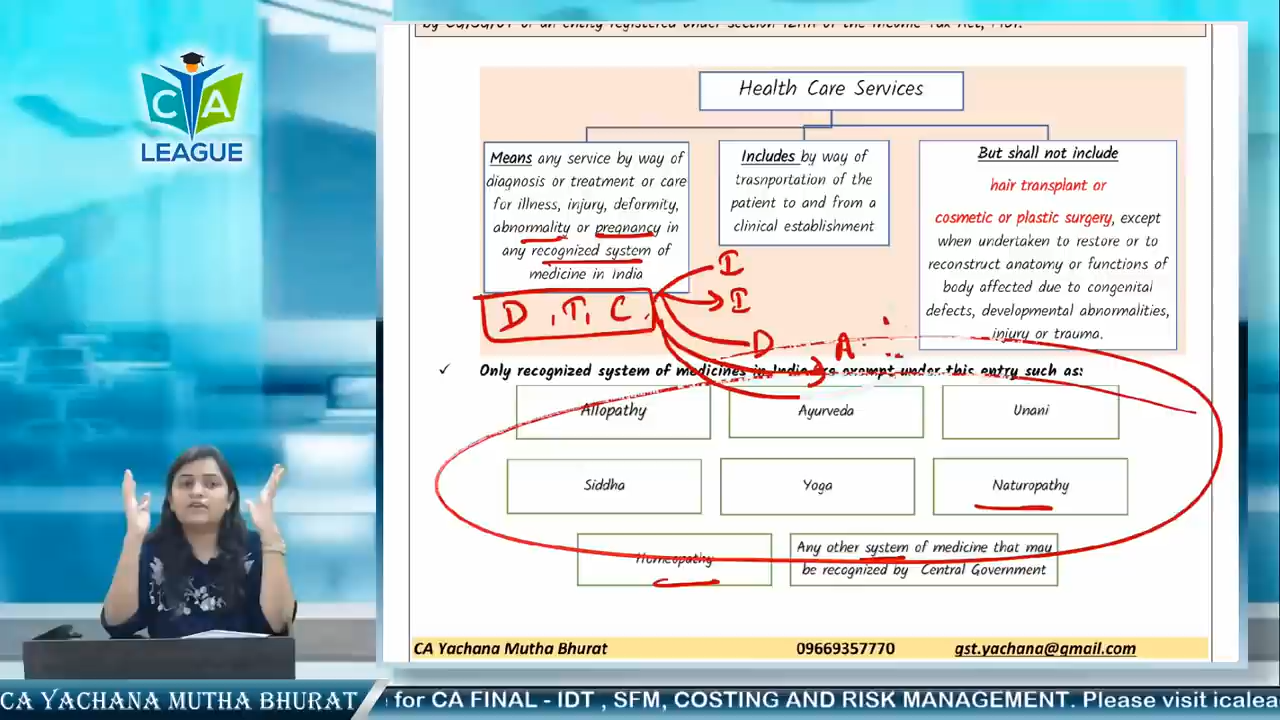 CA
LEAGUE
Health Care Services
Means any service by way of
diagnosis or treatment or care
for illness, injury, deformity,
abnormality or pregnancy in
any recognized system of
medicine in India
Includes by way of
trasnportation of the
patient to and from a
clinical establishment
But shall not include
hair transplant or
cosmetic or plastic surgery, except
when undertaken to restore or to
reconstruct anatomy or functions of
body affected due to congenital
defects, developmental abnormalities,
injury or trauma.
D , T, C,
I
I
D
A
✓ Only recognized system of medicines in India are exempt under this entry such as:
Allopathy
Ayurveda
Unani
Siddha
Yoga
Naturopathy
Homeopathy
Any other system of medicine that may
be recognized by Central Government
CA Yachana Mutha Bhurat 09669357770 gst.yachana@gmail.com
CA YACHANA MUTHA BHURAT
for CA FINAL - IDT , SFM, COSTING AND RISK MANAGEMENT. Please visit icalea